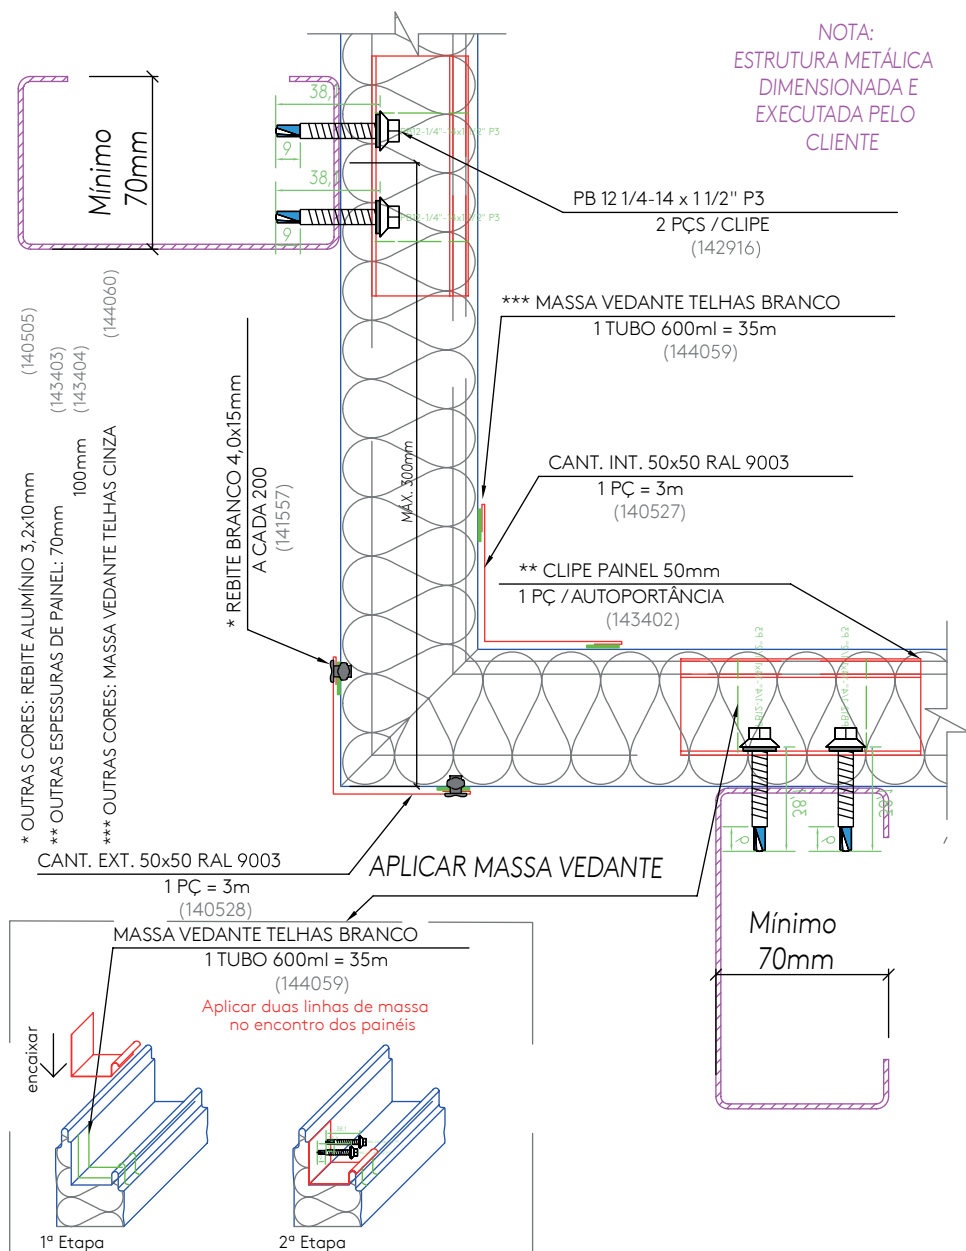 NOTA:
ESTRUTURA METÁLICA
DIMENSIONADA E
EXECUTADA PELO
CLIENTE
Mínimo
70mm
38,
9
38,
9
PB 12 1/4-14 x 1 1/2" P3
2 PÇS / CLIPE
(142916)
*** MASSA VEDANTE TELHAS BRANCO
1 TUBO 600ml = 35m
(144059)
CANT. INT. 50x50 RAL 9003
1 PÇ = 3m
(140527)
** CLIPE PAINEL 50mm
1 PÇ / AUTOPORTÂNCIA
(143402)
MÁX. 300mm
* REBITE BRANCO 4,0x15mm
A CADA 200
(141557)
* OUTRAS CORES: REBITE ALUMÍNIO 3,2x10mm (140505)
** OUTRAS ESPESSURAS DE PAINEL: 70mm (143403)
100mm (143404)
*** OUTRAS CORES: MASSA VEDANTE TELHAS CINZA (144060)
CANT. EXT. 50x50 RAL 9003
1 PÇ = 3m
(140528)
APLICAR MASSA VEDANTE
Mínimo
70mm
MASSA VEDANTE TELHAS BRANCO
1 TUBO 600ml = 35m
(144059)
Aplicar duas linhas de massa
no encontro dos painéis
encaixar
1ª Etapa
2ª Etapa